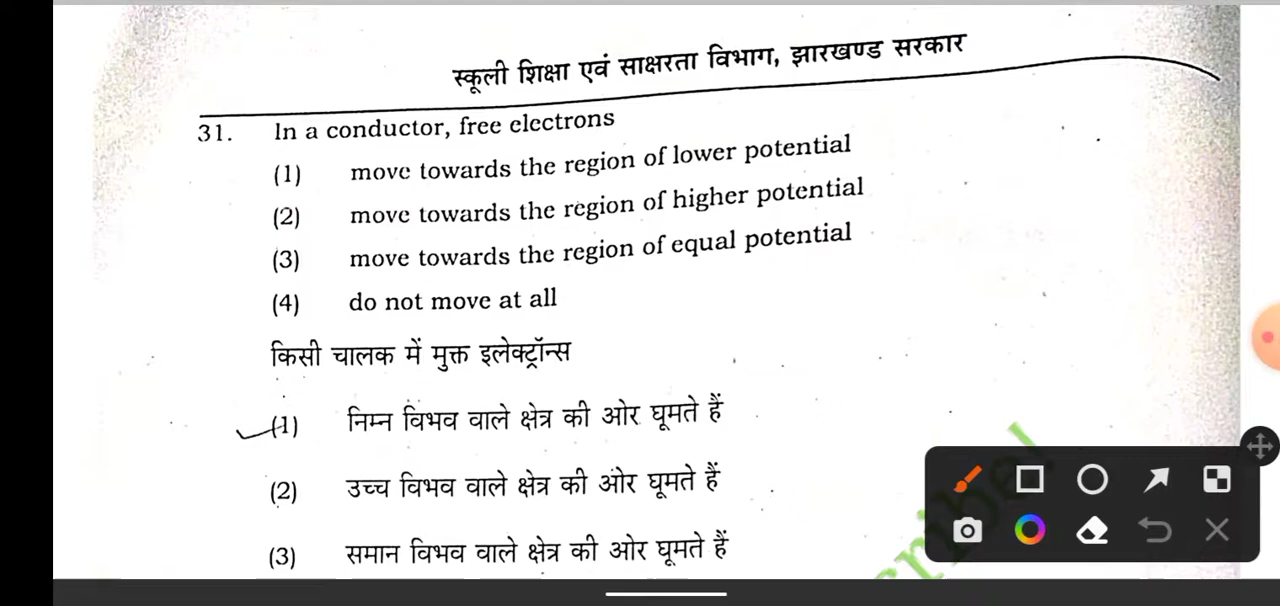 स्कूली शिक्षा एवं साक्षरता विभाग, झारखण्ड सरकार
31. In a conductor, free electrons
(1) move towards the region of lower potential
(2) move towards the region of higher potential
(3) move towards the region of equal potential
(4) do not move at all
किसी चालक में मुक्त इलेक्ट्रॉन्स
(1) निम्न विभव वाले क्षेत्र की ओर घूमते हैं
(2) उच्च विभव वाले क्षेत्र की ओर घूमते हैं
(3) समान विभव वाले क्षेत्र की ओर घूमते हैं